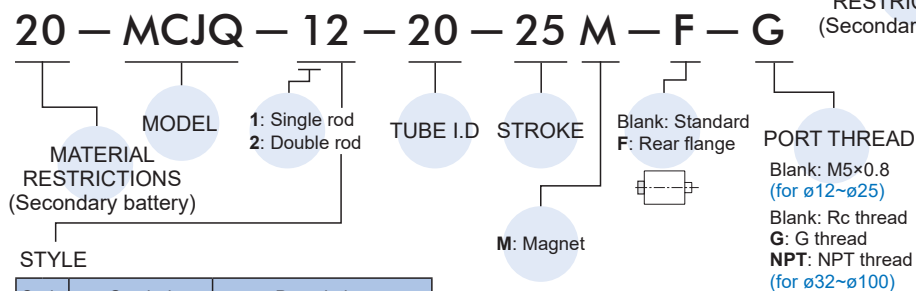 20 — MCJQ — 12 — 20 — 25 M — F — G
(Seconda
MATERIAL
RESTRICTIONS
(Secondary battery)
MODEL
1: Single rod
2: Double rod
TUBE I.D
STROKE
Blank: Standard
F: Rear flange
PORT THREAD
Blank: M5×0.8
(for ø12~ø25)
Blank: Rc thread
G: G thread
NPT: NPT thread
(for ø32~ø100)
M: Magnet
STYLE